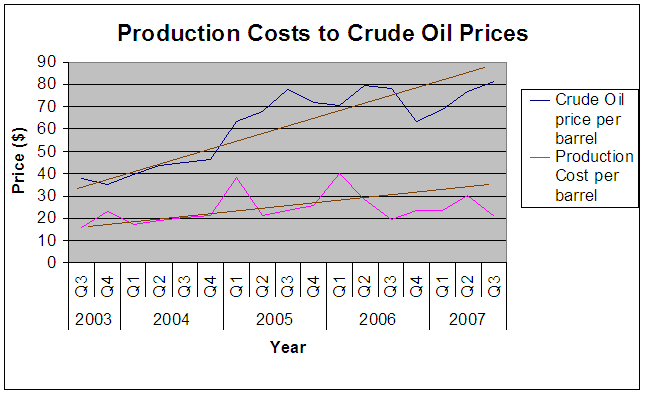 Production Costs to Crude Oil Prices
90
80
70
60
50
40
30
20
10
0
Price ($)
Q3 Q4 Q1 Q2 Q3 Q4 Q1 Q2 Q3 Q4 Q1 Q2 Q3 Q4 Q1 Q2 Q3
2003 2004 2005 2006 2007
Year
Crude Oil
price per
barrel
Production
Cost per
barrel